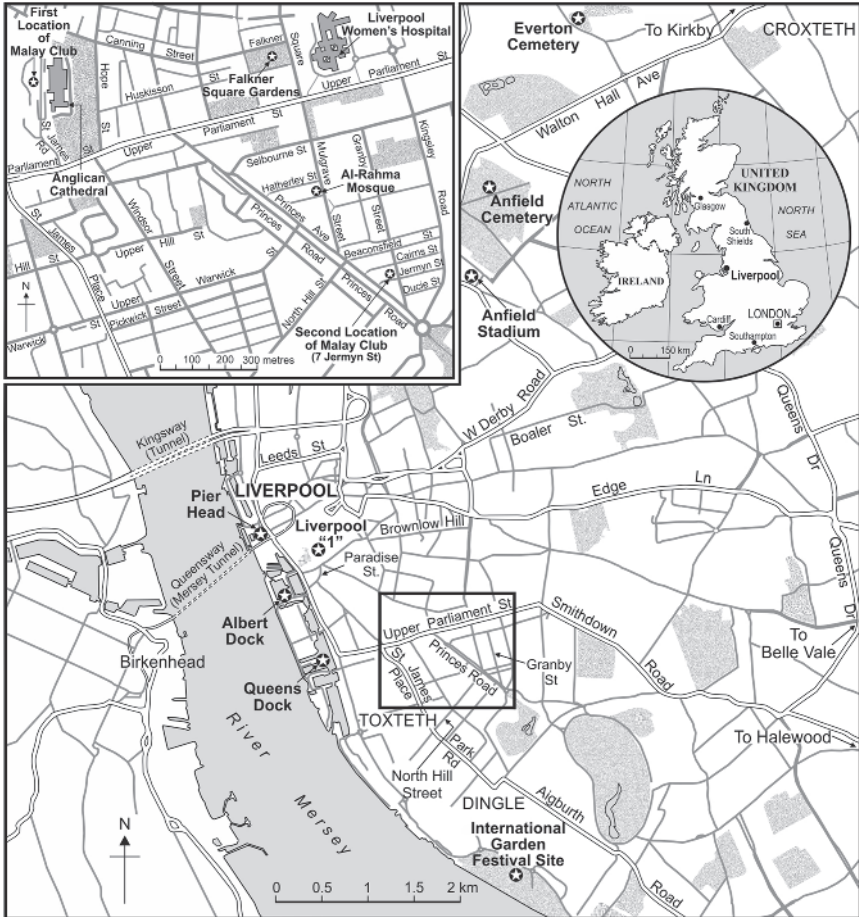 First
Location
of
Malay Club
Canning
Street
Hope
St
Falkner
Square
Liverpool
Women's Hospital
Huskisson
St
Falkner
Square Gardens
Upper Parliament
St
St
James
Rd
Parliament
St
Upper
Parliament
St
Anglican
Cathedral
Selbourne St
Mulgrave
Street
Granby
Street
Kingsley
Road
Hatherley St
Al-Rahma
Mosque
Princes
Ave
Princes
Road
Princes
Road
Beaconsfield
St
Cairns St
Jermyn St
Ducie St
St
James
Place
Windsor
Street
Upper
Hill
St
Hill
St
Upper
Warwick
St
Pickwick Street
Warwick
St
North Hill St
N
Second Location
of Malay Club
(7 Jermyn St)
0 100 200 300 metres
Everton
Cemetery
To Kirkby
CROXTETH
Walton Hall Ave
Anfield
Cemetery
Anfield
Stadium
NORTH
ATLANTIC
OCEAN
UNITED
KINGDOM
NORTH
SEA
Glasgow
South
Shields
IRELAND
Liverpool
Cardiff
LONDON
Southampton
0 150 km
Kingsway
(Tunnel)
Leeds St
W Derby Road
Boaler St.
Queens
Dr
LIVERPOOL
Edge Ln
Pier
Head
Liverpool
"1"
Brownlow Hill
Paradise
St.
Queensway
(Mersey Tunnel)
Queens
Dr
Albert
Dock
Upper Parliament St
Smithdown
Road
To
Belle Vale
Birkenhead
Queens
Dock
St
James
Place
Princes Road
Granby
St
TOXTETH
To Halewood
River
Mersey
Park
Rd
North Hill
Street
Aigburth
Road
DINGLE
International
Garden
Festival Site
N
0 0.5 1 2 km